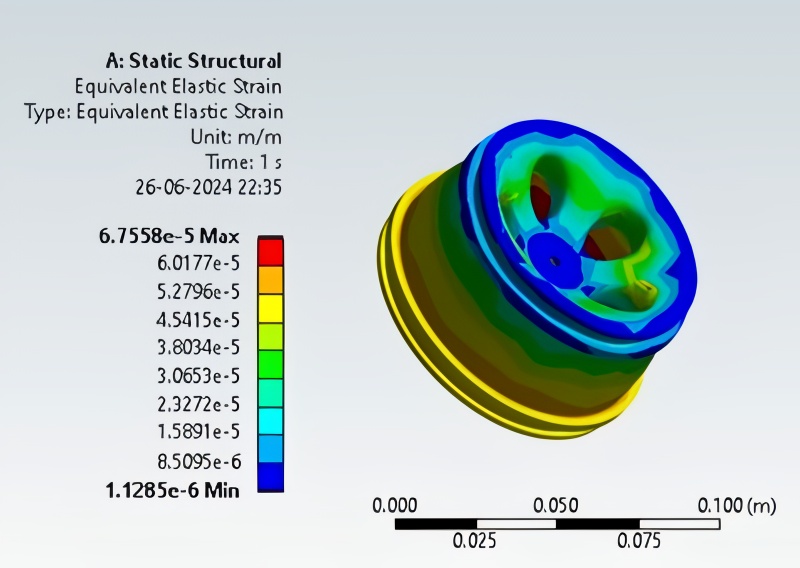 A: Static Structural
Equivalent Elastic Strain
Type: Equivalent Elastic Strain
Unit: m/m
Time: 1 s
26-06-2024 22:35
6.7558e-5 Max
6.0177e-5
5.2796e-5
4.5415e-5
3.8034e-5
3.0653e-5
2.3272e-5
1.5891e-5
8.5095e-6
1.1285e-6 Min
0.000 0.050 0.100 (m)
0.025 0.075